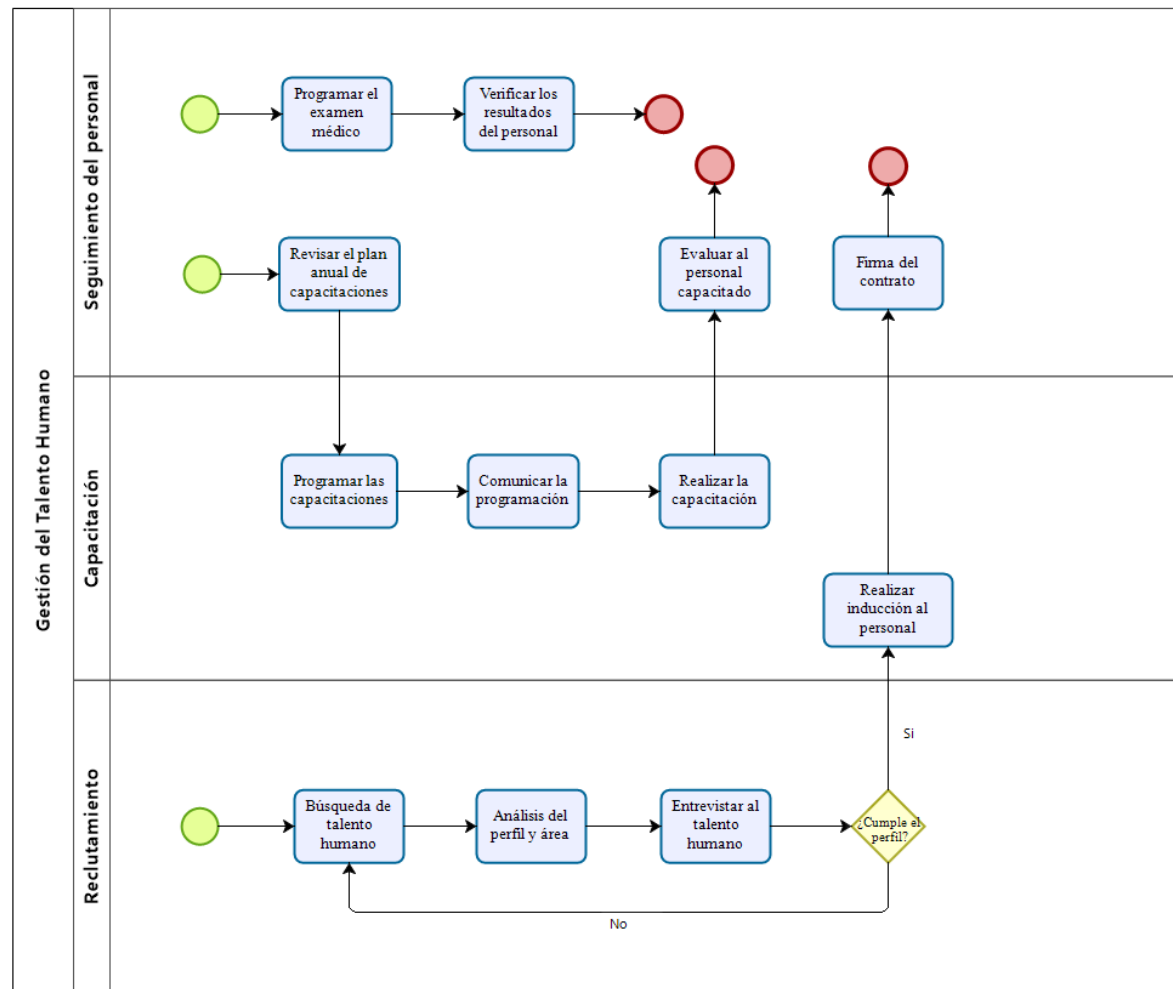 Gestión del Talento Humano
Seguimiento del personal
Programar el
examen
médico
Verificar los
resultados
del personal
Revisar el plan
anual de
capacitaciones
Evaluar al
personal
capacitado
Firma del
contrato
Capacitación
Programar las
capacitaciones
Comunicar la
programación
Realizar la
capacitación
Realizar
inducción al
personal
Reclutamiento
Si
Búsqueda de
talento
humano
Análisis del
perfil y área
Entrevistar al
talento
humano
¿Cumple el
perfil?
No